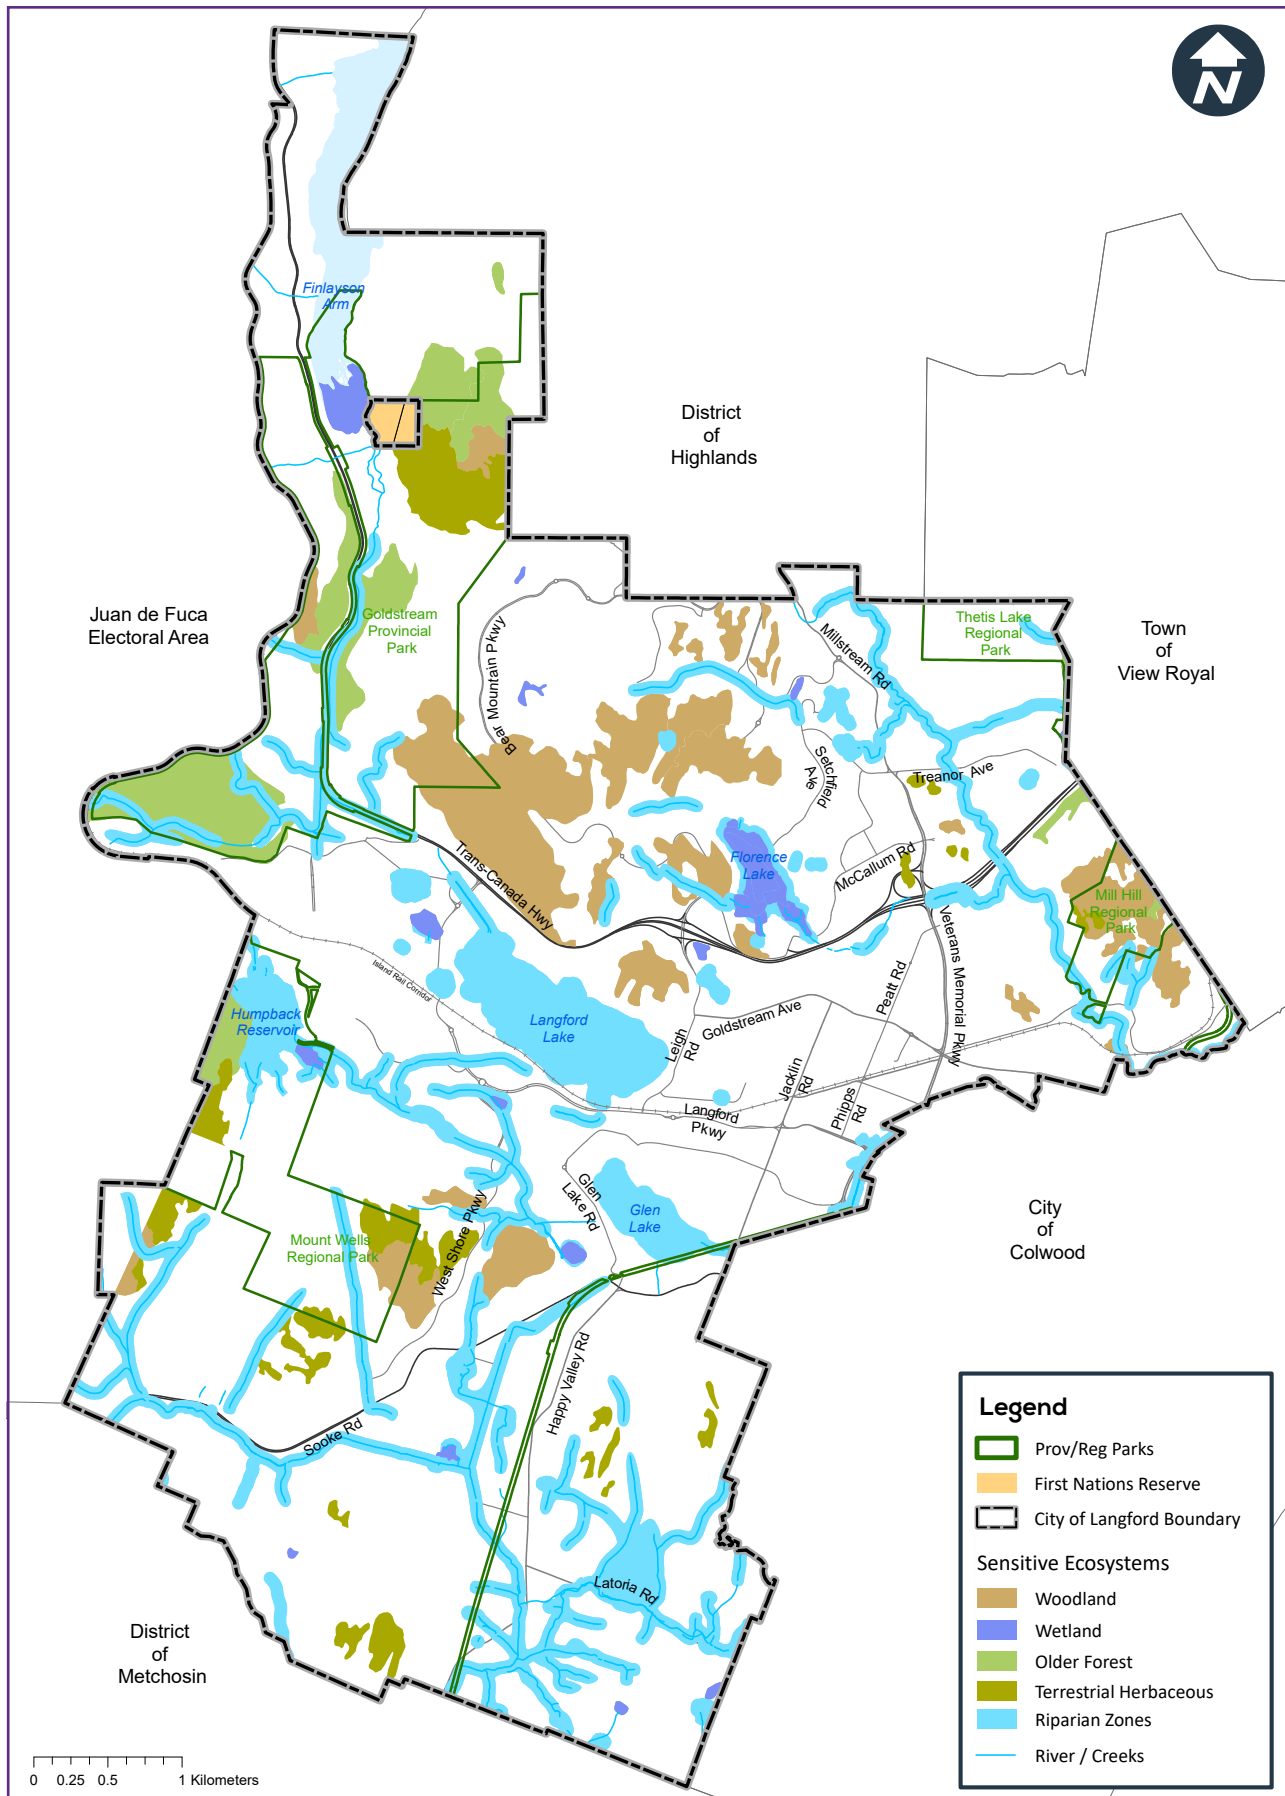 N
Finlayson
Arm
District
of
Highlands
Juan de Fuca
Electoral Area
Goldstream
Provincial
Park
Thetis Lake
Regional
Park
Town
of
View Royal
Bear Mountain Pkwy
Millstream Rd
Setchfield
Ave
Treanor Ave
Trans-Canada Hwy
Florence
Lake
McCallum Rd
Mill Hill
Regional
Park
Veterans Memorial Pkwy
Island Rail Corridor
Peatt Rd
Humpback
Reservoir
Langford
Lake
Goldstream Ave
Leigh
Rd
Jacklin
Rd
Phipps
Rd
Langford
Pkwy
Glen
Lake Rd
Glen
Lake
City
of
Colwood
Mount Wells
Regional Park
West Shore Pkwy
Happy Valley Rd
Sooke Rd
Latoria Rd
District
of
Metchosin
Legend
Prov/Reg Parks
First Nations Reserve
City of Langford Boundary
Sensitive Ecosystems
Woodland
Wetland
Older Forest
Terrestrial Herbaceous
Riparian Zones
River / Creeks
0 0.25 0.5 1 Kilometers